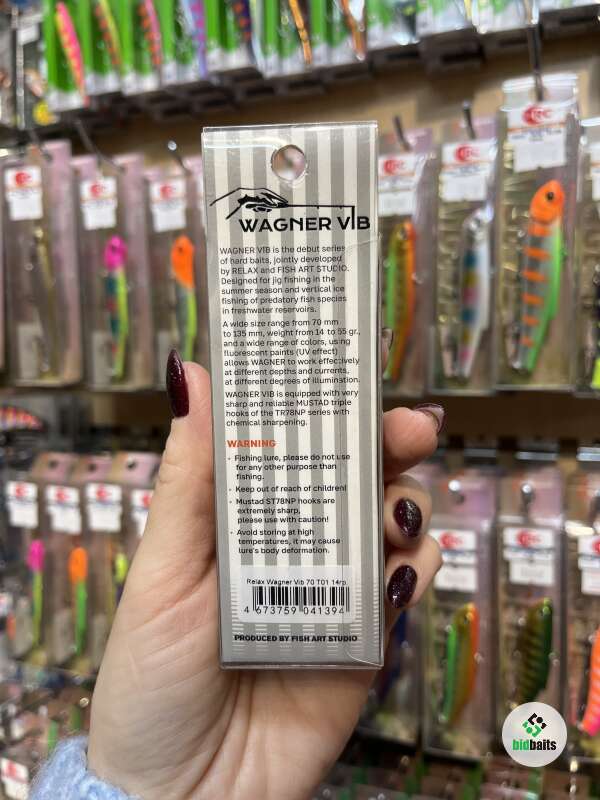 WAGNER VIB
WAGNER VIB is the debut series
of hard baits, jointly developed
by RELAX and FISH ART STUDIO.
Designed for jig fishing in the
summer season and vertical ice
fishing of predatory fish species
in freshwater reservoirs.
A wide size range from 70 mm
to 135 mm, weight from 14 to 55 gr.,
and a wide range of colors, using
fluorescent paints (UV effect)
allows WAGNER to work effectively
at different depths and currents,
at different degrees of illumination.
WAGNER VIB is equipped with very
sharp and reliable MUSTAD triple
hooks of the TR78NP series with
chemical sharpening.
WARNING
- Fishing lure, please do not use
for any other purpose than
fishing.
- Keep out of reach of children!
- Mustad ST78NP hooks are
extremely sharp,
please use with caution!
- Avoid storing at high
temperatures, it may cause
lure's body deformation.
Relax Wagner Vib 70 T01 14гр.
4 673759 041394
PRODUCED BY FISH ART STUDIO
bidbaits